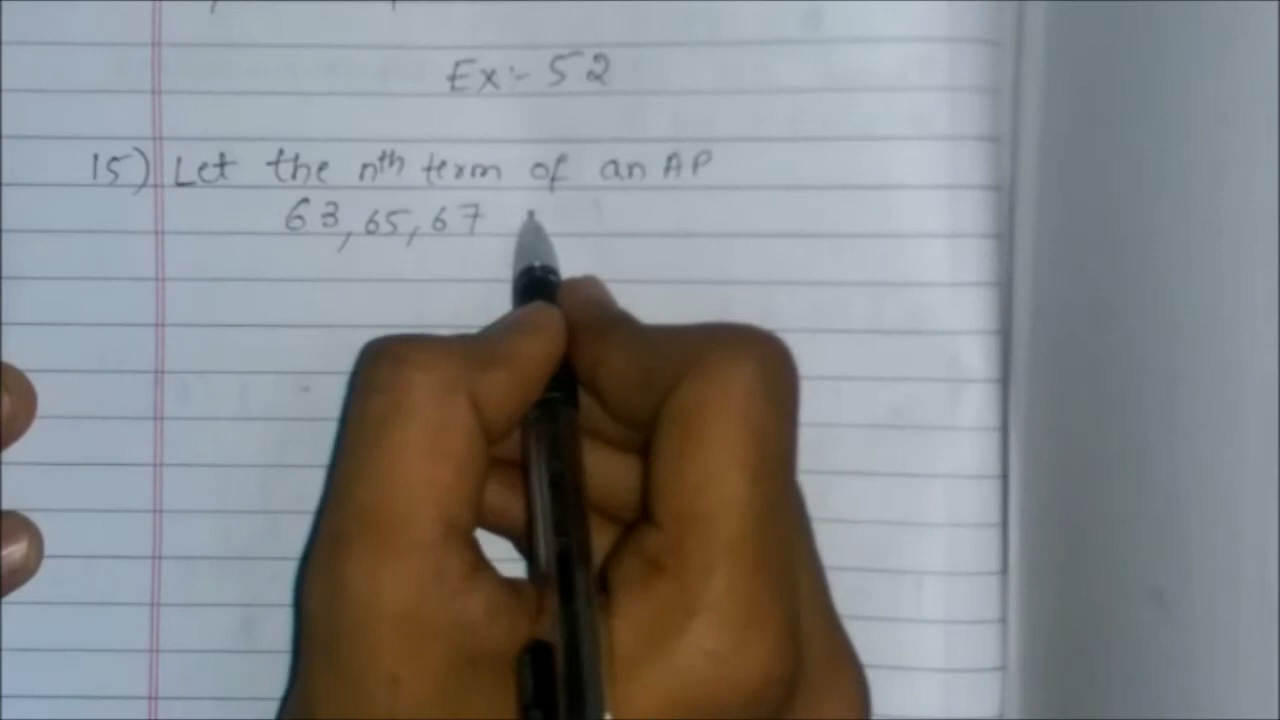 Ex:- 52
15) Let the nth term of an AP
63, 65, 67